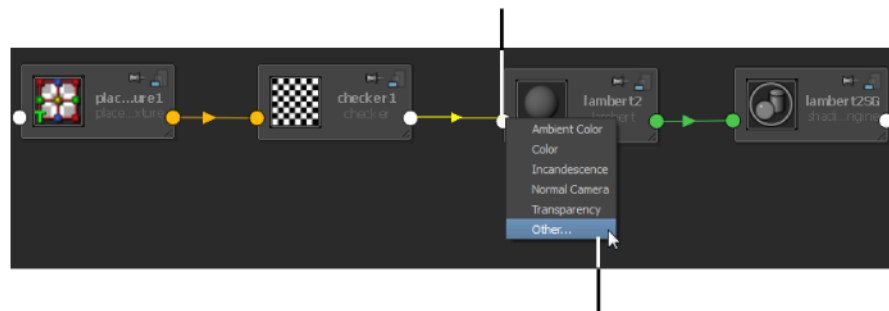 plac...ure1
place...xture
checker1
checker
lambert2
lambert
lambert2SG
shadi...ngine
Ambient Color
Color
Incandescence
Normal Camera
Transparency
Other...